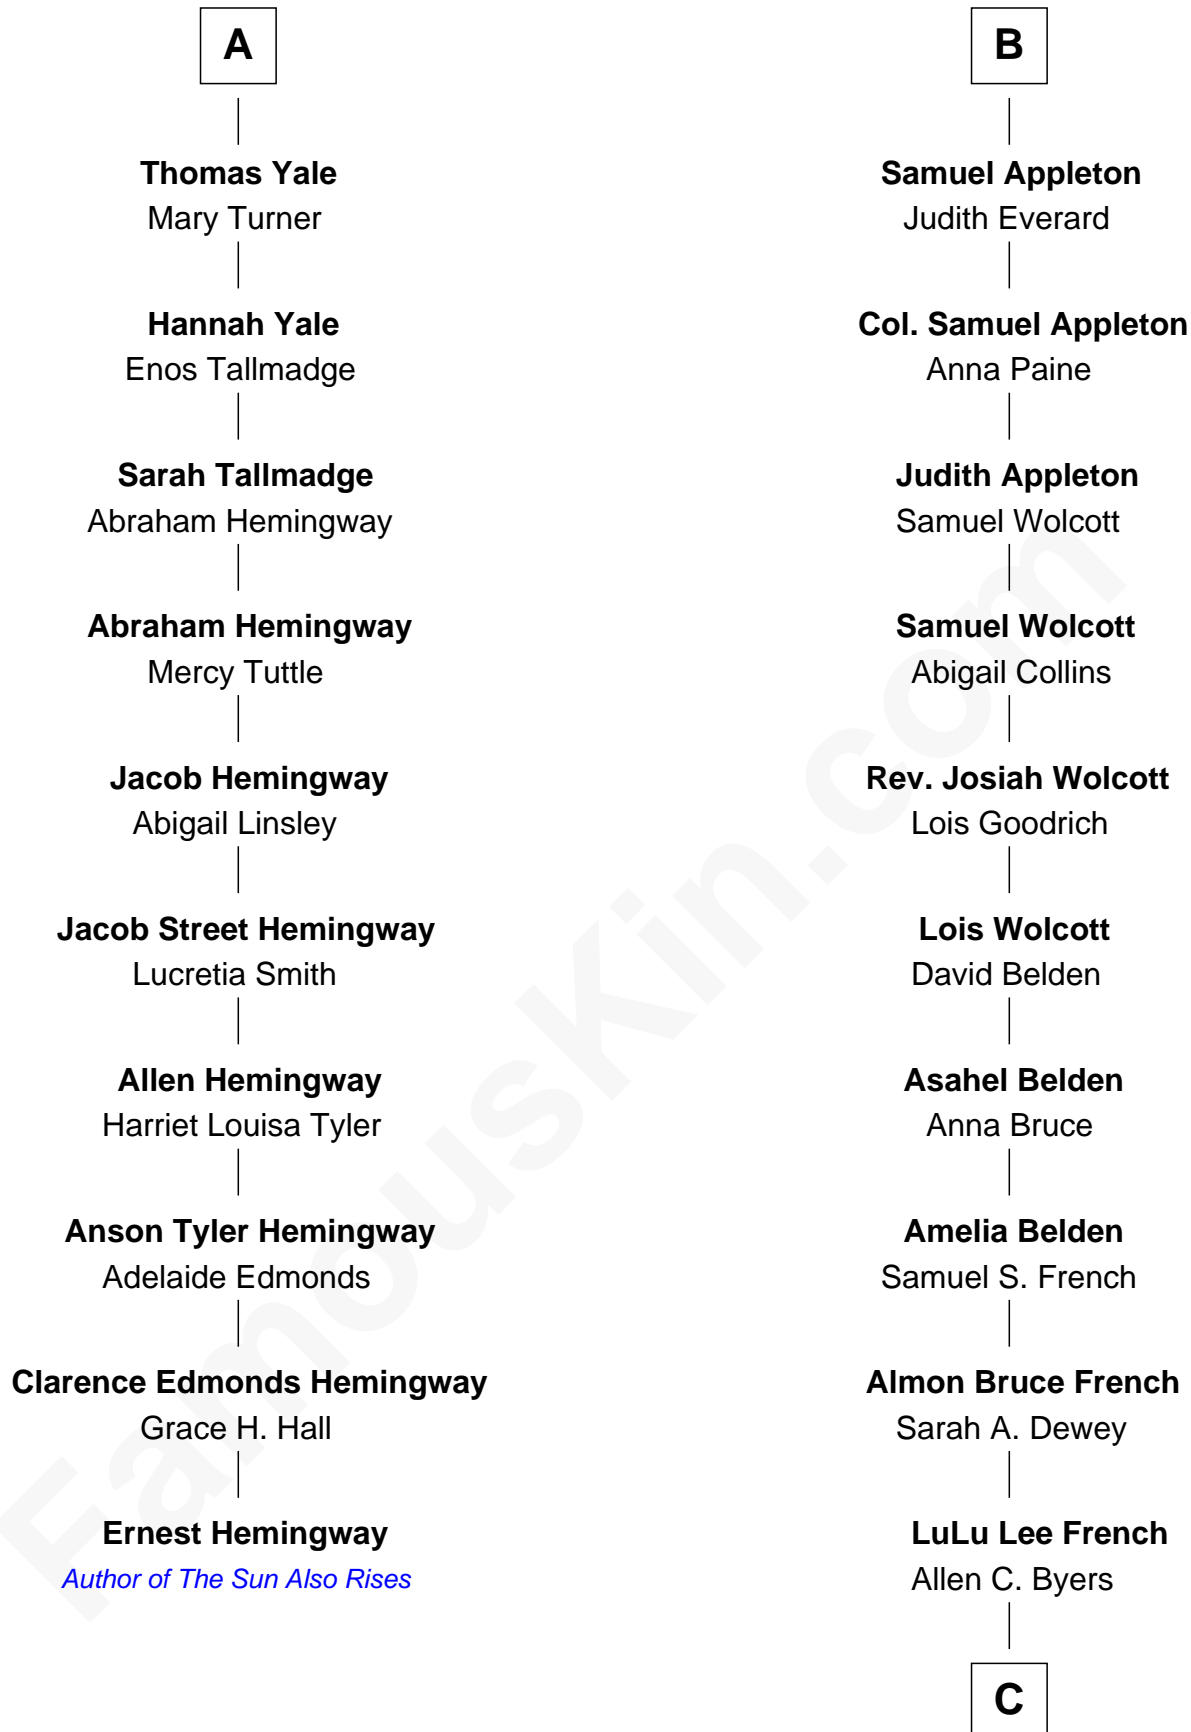 A
Thomas Yale
Mary Turner
Hannah Yale
Enos Tallmadge
Sarah Tallmadge
Abraham Hemingway
Abraham Hemingway
Mercy Tuttle
Jacob Hemingway
Abigail Linsley
Jacob Street Hemingway
Lucretia Smith
Allen Hemingway
Harriet Louisa Tyler
Anson Tyler Hemingway
Adelaide Edmonds
Clarence Edmonds Hemingway
Grace H. Hall
Ernest Hemingway
Author of The Sun Also Rises
B
Samuel Appleton
Judith Everard
Col. Samuel Appleton
Anna Paine
Judith Appleton
Samuel Wolcott
Samuel Wolcott
Abigail Collins
Rev. Josiah Wolcott
Lois Goodrich
Lois Wolcott
David Belden
Asahel Belden
Anna Bruce
Amelia Belden
Samuel S. French
Almon Bruce French
Sarah A. Dewey
LuLu Lee French
Allen C. Byers
C
FamousKin.com